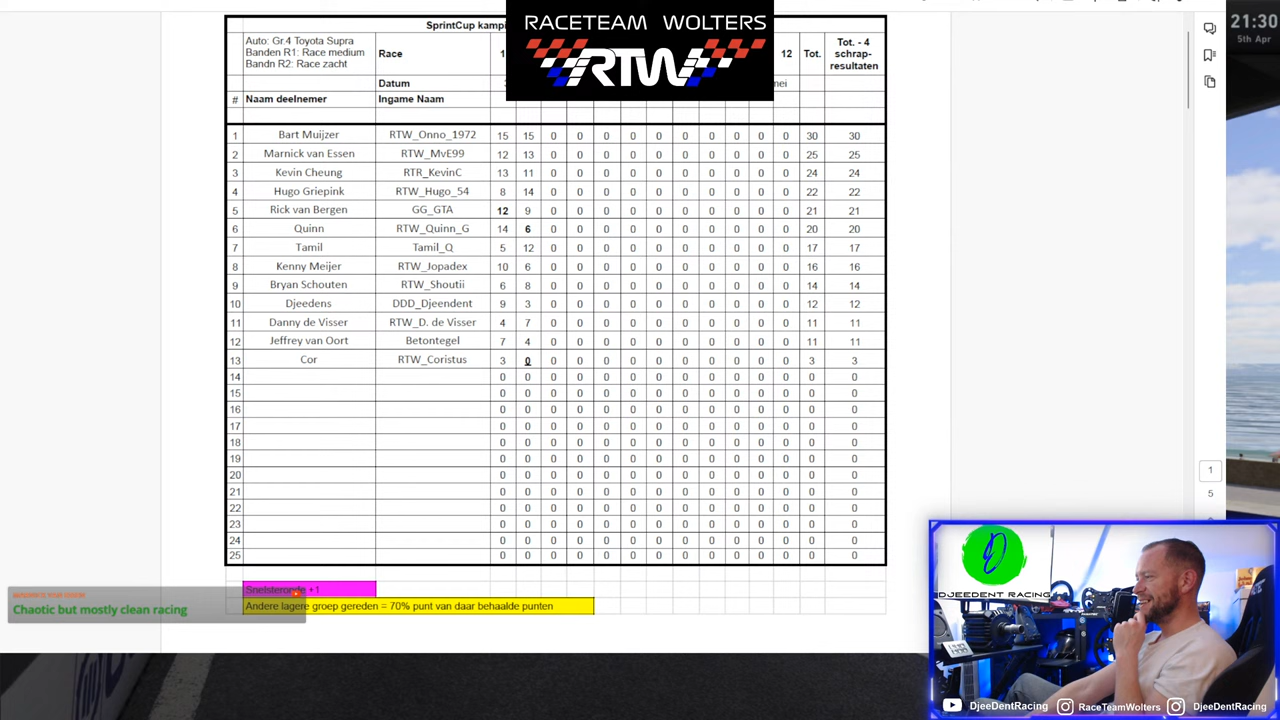 21:30
5th Apr
RACETEAM WOLTERS
RTW
SprintCup kampi
Auto: Gr.4 Toyota Supra
Banden R1: Race medium
Bandn R2: Race zacht
Race 1 12 Tot. Tot. - 4 schrap-resultaten
Datum mei
# Naam deelnemer Ingame Naam
1 Bart Muijzer RTW_Onno_1972 15 15 0 0 0 0 0 0 0 0 0 0 30 30
2 Marnick van Essen RTW_MvE99 12 13 0 0 0 0 0 0 0 0 0 0 25 25
3 Kevin Cheung RTR_KevinC 13 11 0 0 0 0 0 0 0 0 0 0 24 24
4 Hugo Griepink RTW_Hugo_54 8 14 0 0 0 0 0 0 0 0 0 0 22 22
5 Rick van Bergen GG_GTA 12 9 0 0 0 0 0 0 0 0 0 0 21 21
6 Quinn RTW_Quinn_G 14 6 0 0 0 0 0 0 0 0 0 0 20 20
7 Tamil Tamil_Q 5 12 0 0 0 0 0 0 0 0 0 0 17 17
8 Kenny Meijer RTW_Jopadex 10 6 0 0 0 0 0 0 0 0 0 0 16 16
9 Bryan Schouten RTW_Shoutii 6 8 0 0 0 0 0 0 0 0 0 0 14 14
10 Djeedens DDD_Djeendent 9 3 0 0 0 0 0 0 0 0 0 0 12 12
11 Danny de Visser RTW_D. de Visser 4 7 0 0 0 0 0 0 0 0 0 0 11 11
12 Jeffrey van Oort Betontegel 7 4 0 0 0 0 0 0 0 0 0 0 11 11
13 Cor RTW_Coristus 3 0 0 0 0 0 0 0 0 0 0 0 3 3
14 0 0 0 0 0 0 0 0 0 0 0 0 0 0
15 0 0 0 0 0 0 0 0 0 0 0 0 0 0
16 0 0 0 0 0 0 0 0 0 0 0 0 0 0
17 0 0 0 0 0 0 0 0 0 0 0 0 0 0
18 0 0 0 0 0 0 0 0 0 0 0 0 0 0
19 0 0 0 0 0 0 0 0 0 0 0 0 0 0
20 0 0 0 0 0 0 0 0 0 0 0 0 0 0
21 0 0 0 0 0 0 0 0 0 0 0 0 0 0
22 0 0 0 0 0 0 0 0 0 0 0 0 0 0
23 0 0 0 0 0 0 0 0 0 0 0 0 0 0
24 0 0 0 0 0 0 0 0 0 0 0 0 0 0
25 0 0 0 0 0 0 0 0 0 0 0 0 0 0
1
5
Snelsteronde +1
Andere lagere groep gereden = 70% punt van daar behaalde punten
Chaotic but mostly clean racing
DJEEDENT RACING
DjeeDentRacing RaceTeamWolters DjeeDentRacing